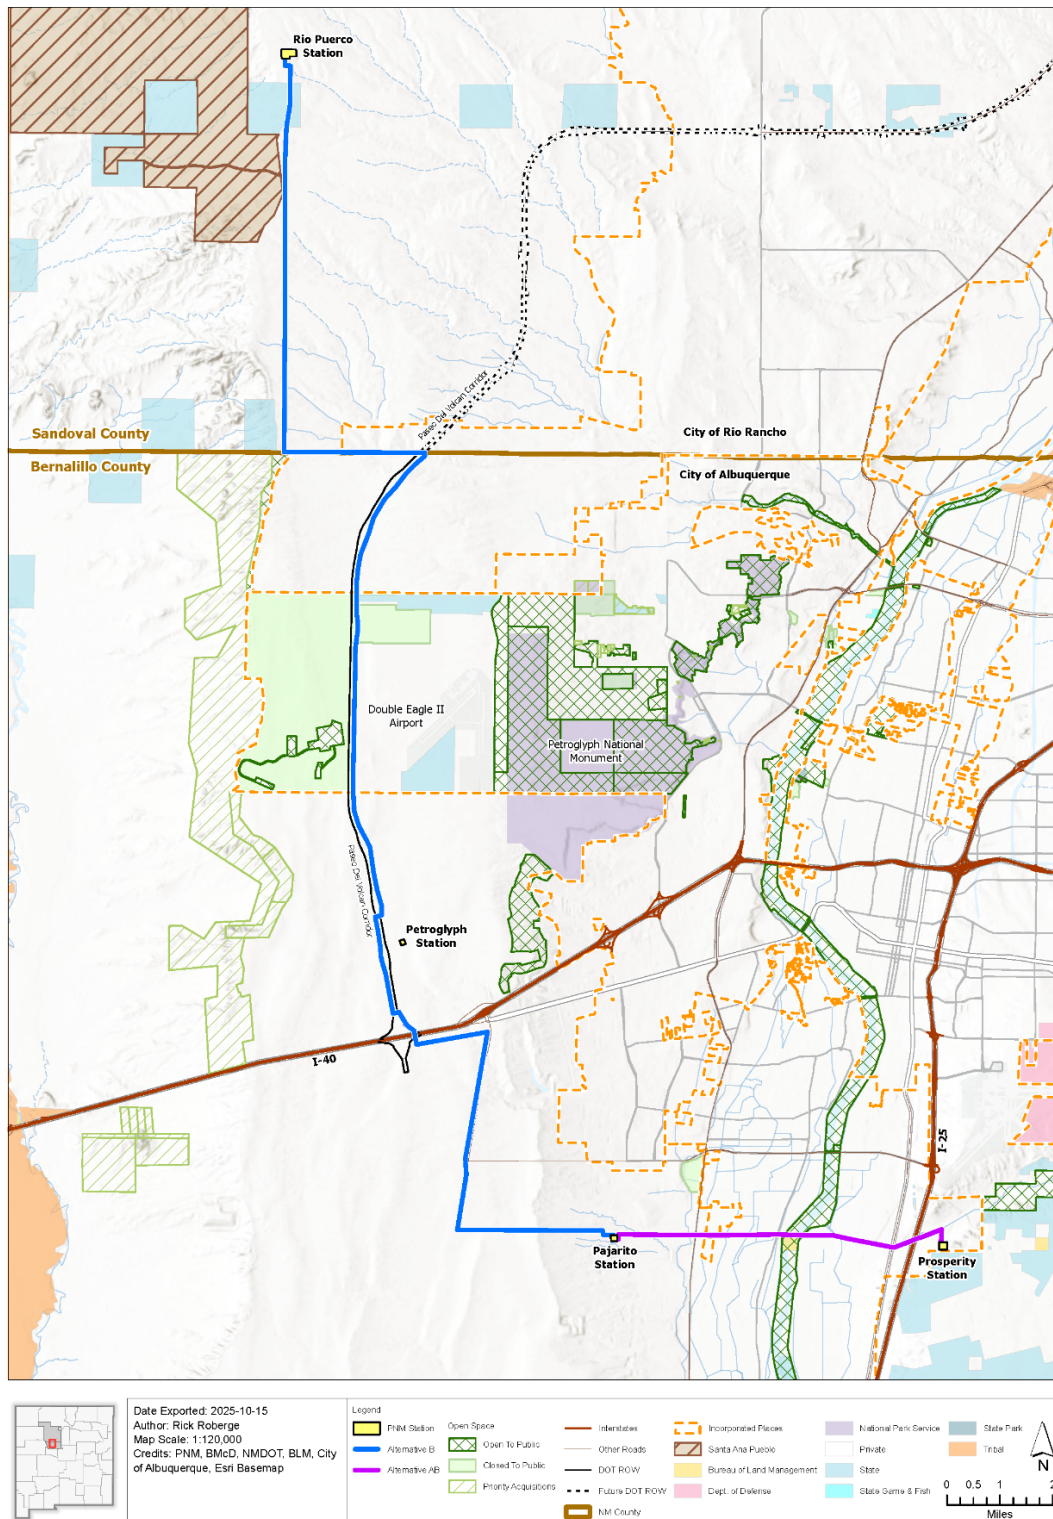 Rio Puerco
Station
Paseo Del Volcan Corridor
Sandoval County
Bernalillo County
City of Rio Rancho
City of Albuquerque
Double Eagle II
Airport
Petroglyph National
Monument
Paseo Del Volcan Corridor
Petroglyph
Station
I-40
I-25
Pajarito
Station
Prosperity
Station
Date Exported: 2025-10-15
Author: Rick Roberge
Map Scale: 1:120,000
Credits: PNM, BMcD, NMDOT, BLM, City
of Albuquerque, Esri Basemap
Legend
PNM Station
Alternative B
Alternative AB
Open Space
Open To Public
Closed To Public
Priority Acquisitions
Interstates
Other Roads
DOT ROW
Future DOT ROW
NM County
Incorporated Places
Santa Ana Pueblo
Bureau of Land Management
Dept. of Defense
National Park Service
Private
State
State Game & Fish
State Park
Tribal
N
0 0.5 1 2
Miles